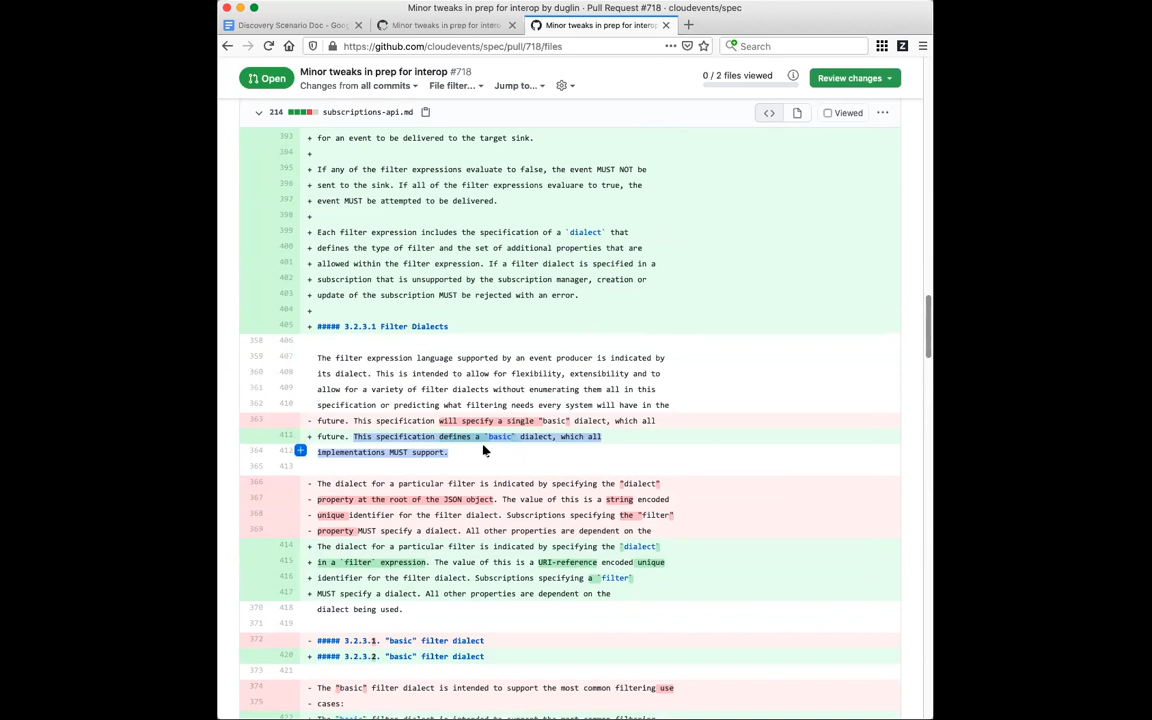 Minor tweaks in prep for interop by duglin · Pull Request #718 · cloudevents/spec
Discovery Scenario Doc - Goo
Minor tweaks in prep for interop
Minor tweaks in prep for interop
https://github.com/cloudevents/spec/pull/718/files
Search
Open
Minor tweaks in prep for interop #718
Changes from all commits
File filter...
Jump to...
0 / 2 files viewed
Review changes
214 subscriptions-api.md
Viewed
393 + for an event to be delivered to the target sink.
394 +
395 + If any of the filter expressions evaluate to false, the event MUST NOT be
396 + sent to the sink. If all of the filter expressions evaluare to true, the
397 + event MUST be attempted to be delivered.
398 +
399 + Each filter expression includes the specification of a `dialect` that
400 + defines the type of filter and the set of additional properties that are
401 + allowed within the filter expression. If a filter dialect is specified in a
402 + subscription that is unsupported by the subscription manager, creation or
403 + update of the subscription MUST be rejected with an error.
404 +
405 + ##### 3.2.3.1 Filter Dialects
358 406
359 407 The filter expression language supported by an event producer is indicated by
360 408 its dialect. This is intended to allow for flexibility, extensibility and to
361 409 allow for a variety of filter dialects without enumerating them all in this
362 410 specification or predicting what filtering needs every system will have in the
363 - future. This specification will specify a single "basic" dialect, which all
411 + future. This specification defines a `basic` dialect, which all
364 412 implementations MUST support.
365 413
366 - The dialect for a particular filter is indicated by specifying the "dialect"
367 - property at the root of the JSON object. The value of this is a string encoded
368 - unique identifier for the filter dialect. Subscriptions specifying the "filter"
369 - property MUST specify a dialect. All other properties are dependent on the
414 + The dialect for a particular filter is indicated by specifying the `dialect`
415 + in a `filter` expression. The value of this is a URI-reference encoded unique
416 + identifier for the filter dialect. Subscriptions specifying a `filter`
417 + MUST specify a dialect. All other properties are dependent on the
370 418 dialect being used.
371 419
372 - ##### 3.2.3.1. "basic" filter dialect
420 + ##### 3.2.3.2. "basic" filter dialect
373 421
374 - The "basic" filter dialect is intended to support the most common filtering use
375 - cases:
422 + The `basic` filter dialect is intended to support the most common filtering